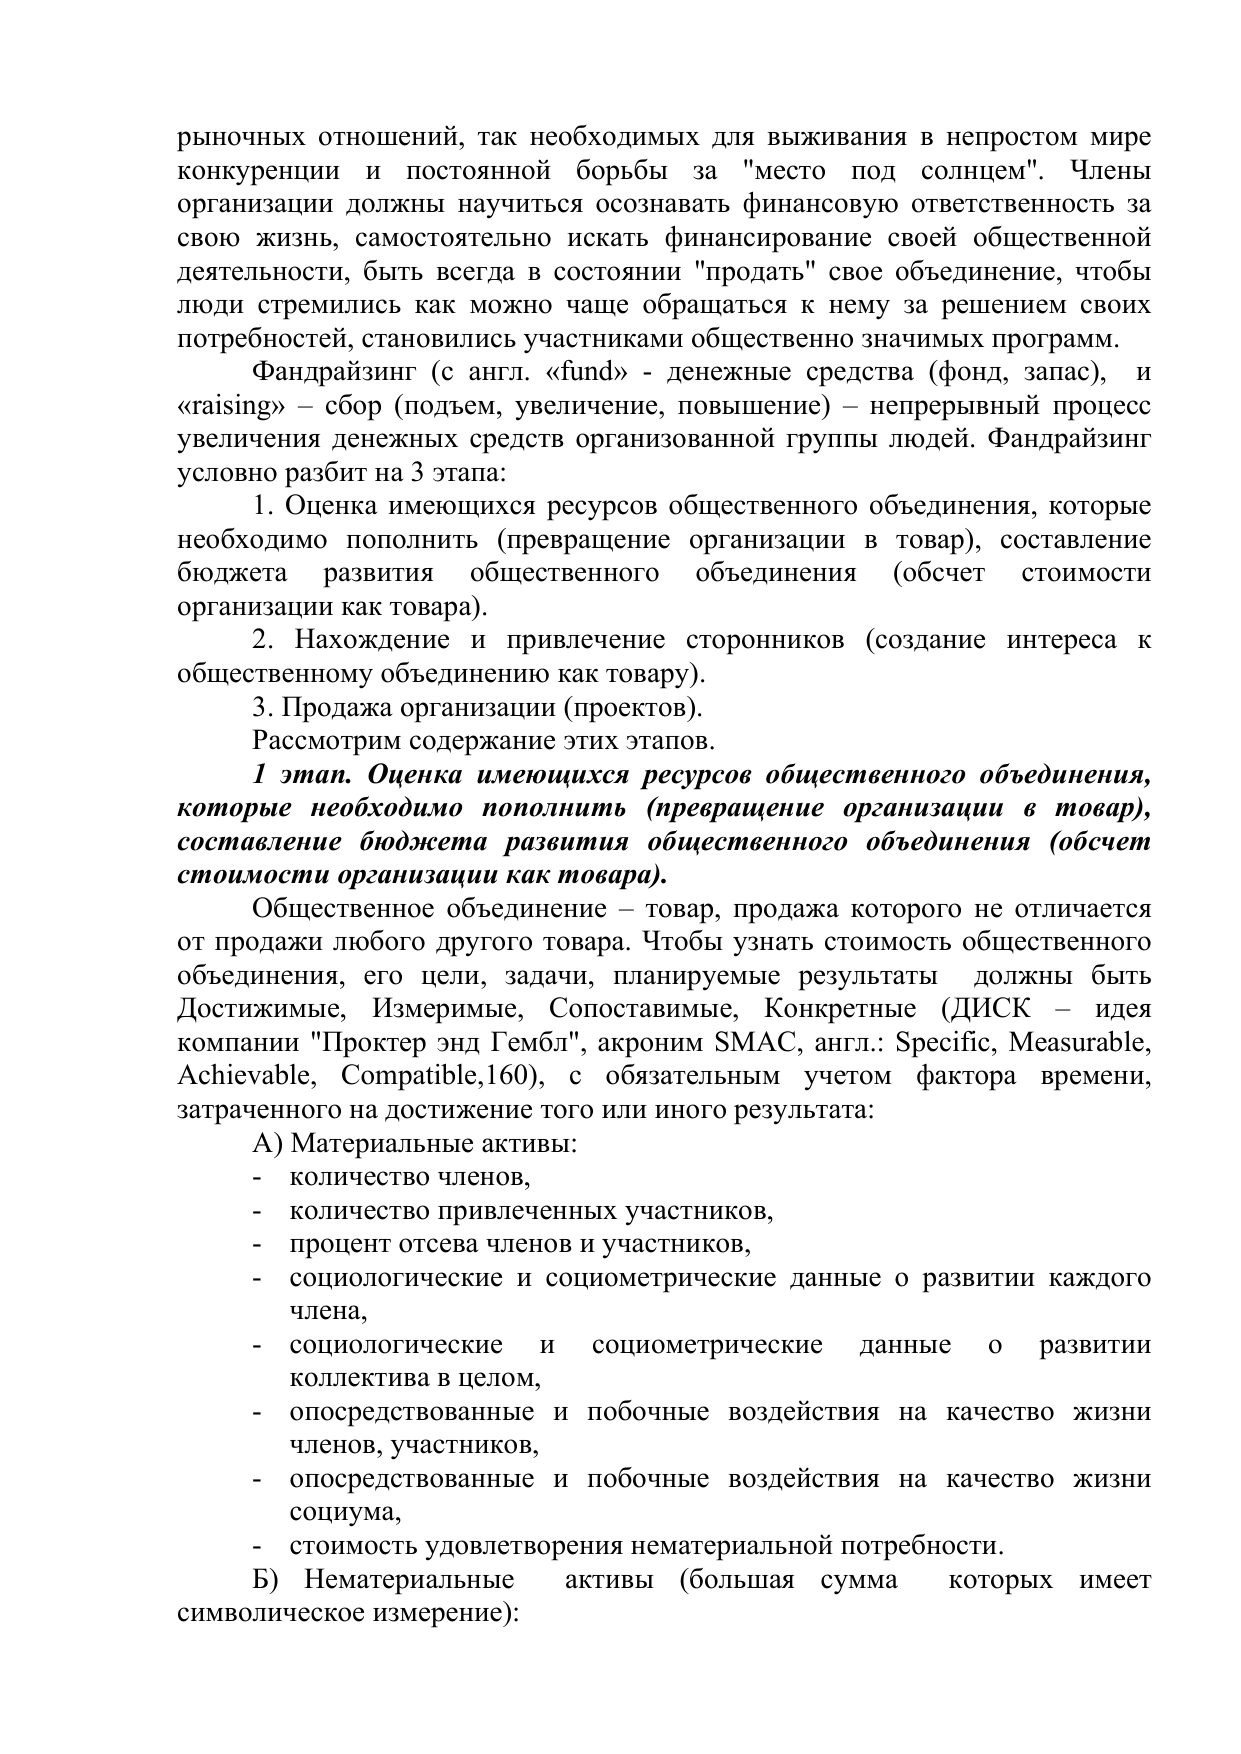 рыночных отношений, так необходимых для выживания в непростом мире
конкуренции и постоянной борьбы за "место под солнцем". Члены
организации должны научиться осознавать финансовую ответственность за
свою жизнь, самостоятельно искать финансирование своей общественной
деятельности, быть всегда в состоянии "продать" свое объединение, чтобы
люди стремились как можно чаще обращаться к нему за решением своих
потребностей, становились участниками общественно значимых программ.
Фандрайзинг (с англ. «fund» - денежные средства (фонд, запас), и
«raising» – сбор (подъем, увеличение, повышение) – непрерывный процесс
увеличения денежных средств организованной группы людей. Фандрайзинг
условно разбит на 3 этапа:
1. Оценка имеющихся ресурсов общественного объединения, которые
необходимо пополнить (превращение организации в товар), составление
бюджета развития общественного объединения (обсчет стоимости
организации как товара).
2. Нахождение и привлечение сторонников (создание интереса к
общественному объединению как товару).
3. Продажа организации (проектов).
Рассмотрим содержание этих этапов.
1 этап. Оценка имеющихся ресурсов общественного объединения,
которые необходимо пополнить (превращение организации в товар),
составление бюджета развития общественного объединения (обсчет
стоимости организации как товара).
Общественное объединение – товар, продажа которого не отличается
от продажи любого другого товара. Чтобы узнать стоимость общественного
объединения, его цели, задачи, планируемые результаты должны быть
Достижимые, Измеримые, Сопоставимые, Конкретные (ДИСК – идея
компании "Проктер энд Гембл", акроним SMAC, англ.: Specific, Measurable,
Achievable, Compatible,160), с обязательным учетом фактора времени,
затраченного на достижение того или иного результата:
А) Материальные активы:
- количество членов,
- количество привлеченных участников,
- процент отсева членов и участников,
- социологические и социометрические данные о развитии каждого
члена,
- социологические и социометрические данные о развитии
коллектива в целом,
- опосредствованные и побочные воздействия на качество жизни
членов, участников,
- опосредствованные и побочные воздействия на качество жизни
социума,
- стоимость удовлетворения нематериальной потребности.
Б) Нематериальные активы (большая сумма которых имеет
символическое измерение):